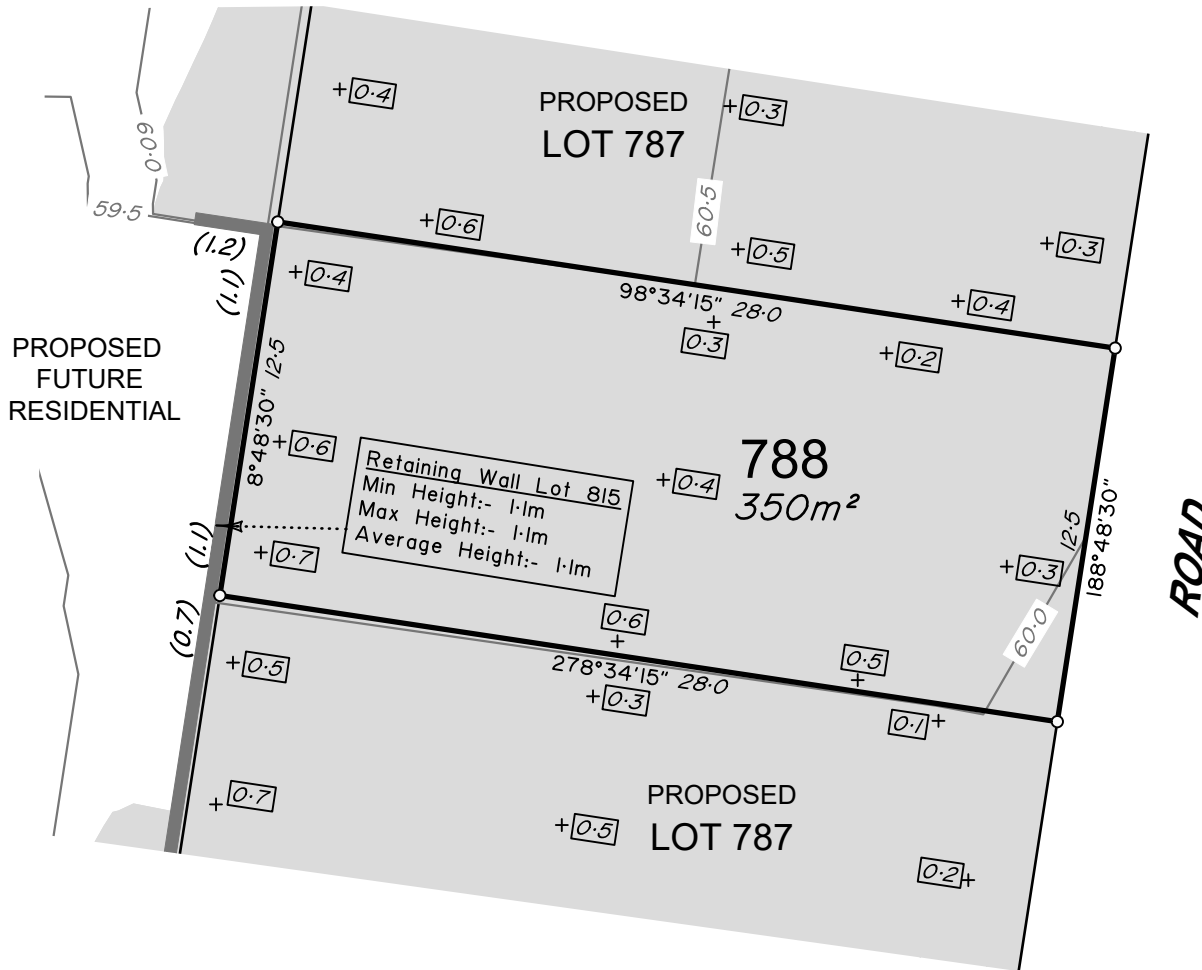 0·4
PROPOSED
LOT 787
0·3
60·0
60·5
59·5
(1.2)
0·6
0·5
0·3
(1.1)
0·4
98°34'15" 28·0
0·4
0·3
0·2
PROPOSED
FUTURE
RESIDENTIAL
8°48'30" 12·5
0·6
Retaining Wall Lot 815
Min Height:- 1·1m
Max Height:- 1·1m
Average Height:- 1·1m
0·4
788
350m²
12·5
188°48'30"
ROAD
(1.1)
0·7
0·3
(0.7)
0·6
60·0
0·5
278°34'15" 28·0
0·5
0·3
0·1
0·7
PROPOSED
LOT 787
0·5
0·2